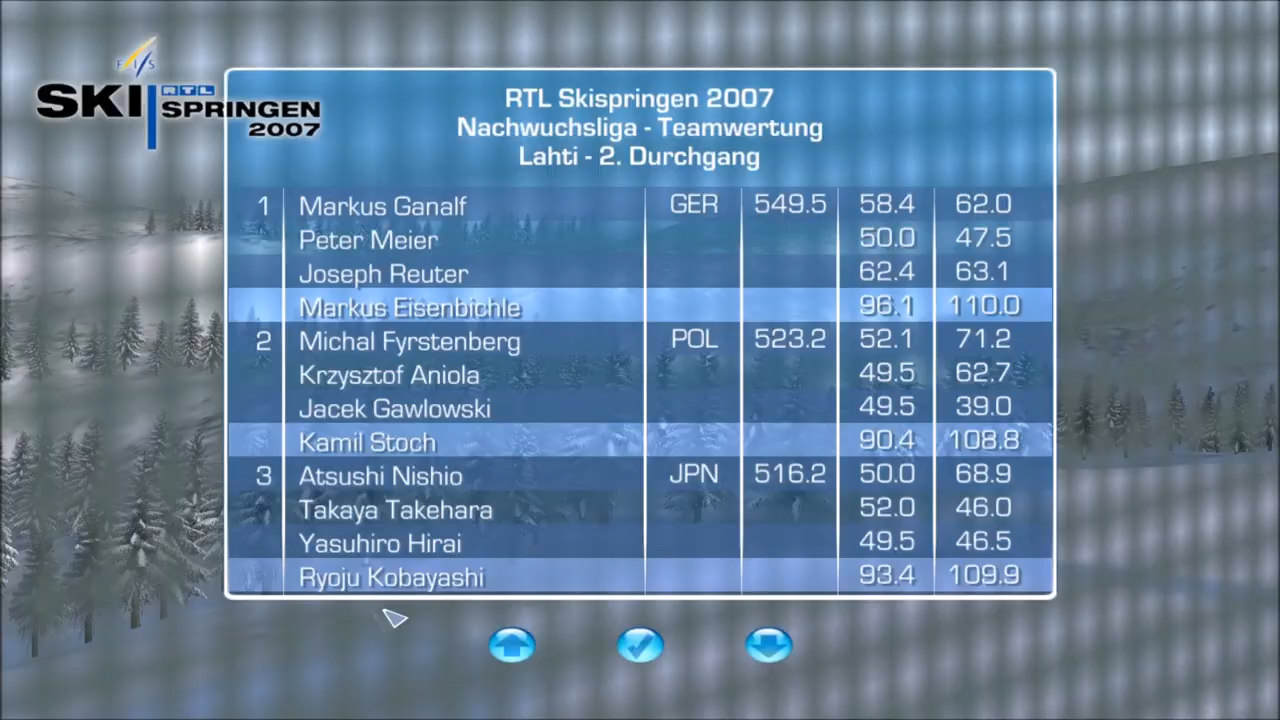 FIS
SKI RTL SPRINGEN 2007
RTL Skispringen 2007
Nachwuchsliga - Teamwertung
Lahti - 2. Durchgang
1 Markus Ganalf GER 549.5 58.4 62.0
Peter Meier 50.0 47.5
Joseph Reuter 62.4 63.1
Markus Eisenbichle 96.1 110.0
2 Michal Fyrstenberg POL 523.2 52.1 71.2
Krzysztof Aniola 49.5 62.7
Jacek Gawlowski 49.5 39.0
Kamil Stoch 90.4 108.8
3 Atsushi Nishio JPN 516.2 50.0 68.9
Takaya Takehara 52.0 46.0
Yasuhiro Hirai 49.5 46.5
Ryoju Kobayashi 93.4 109.9